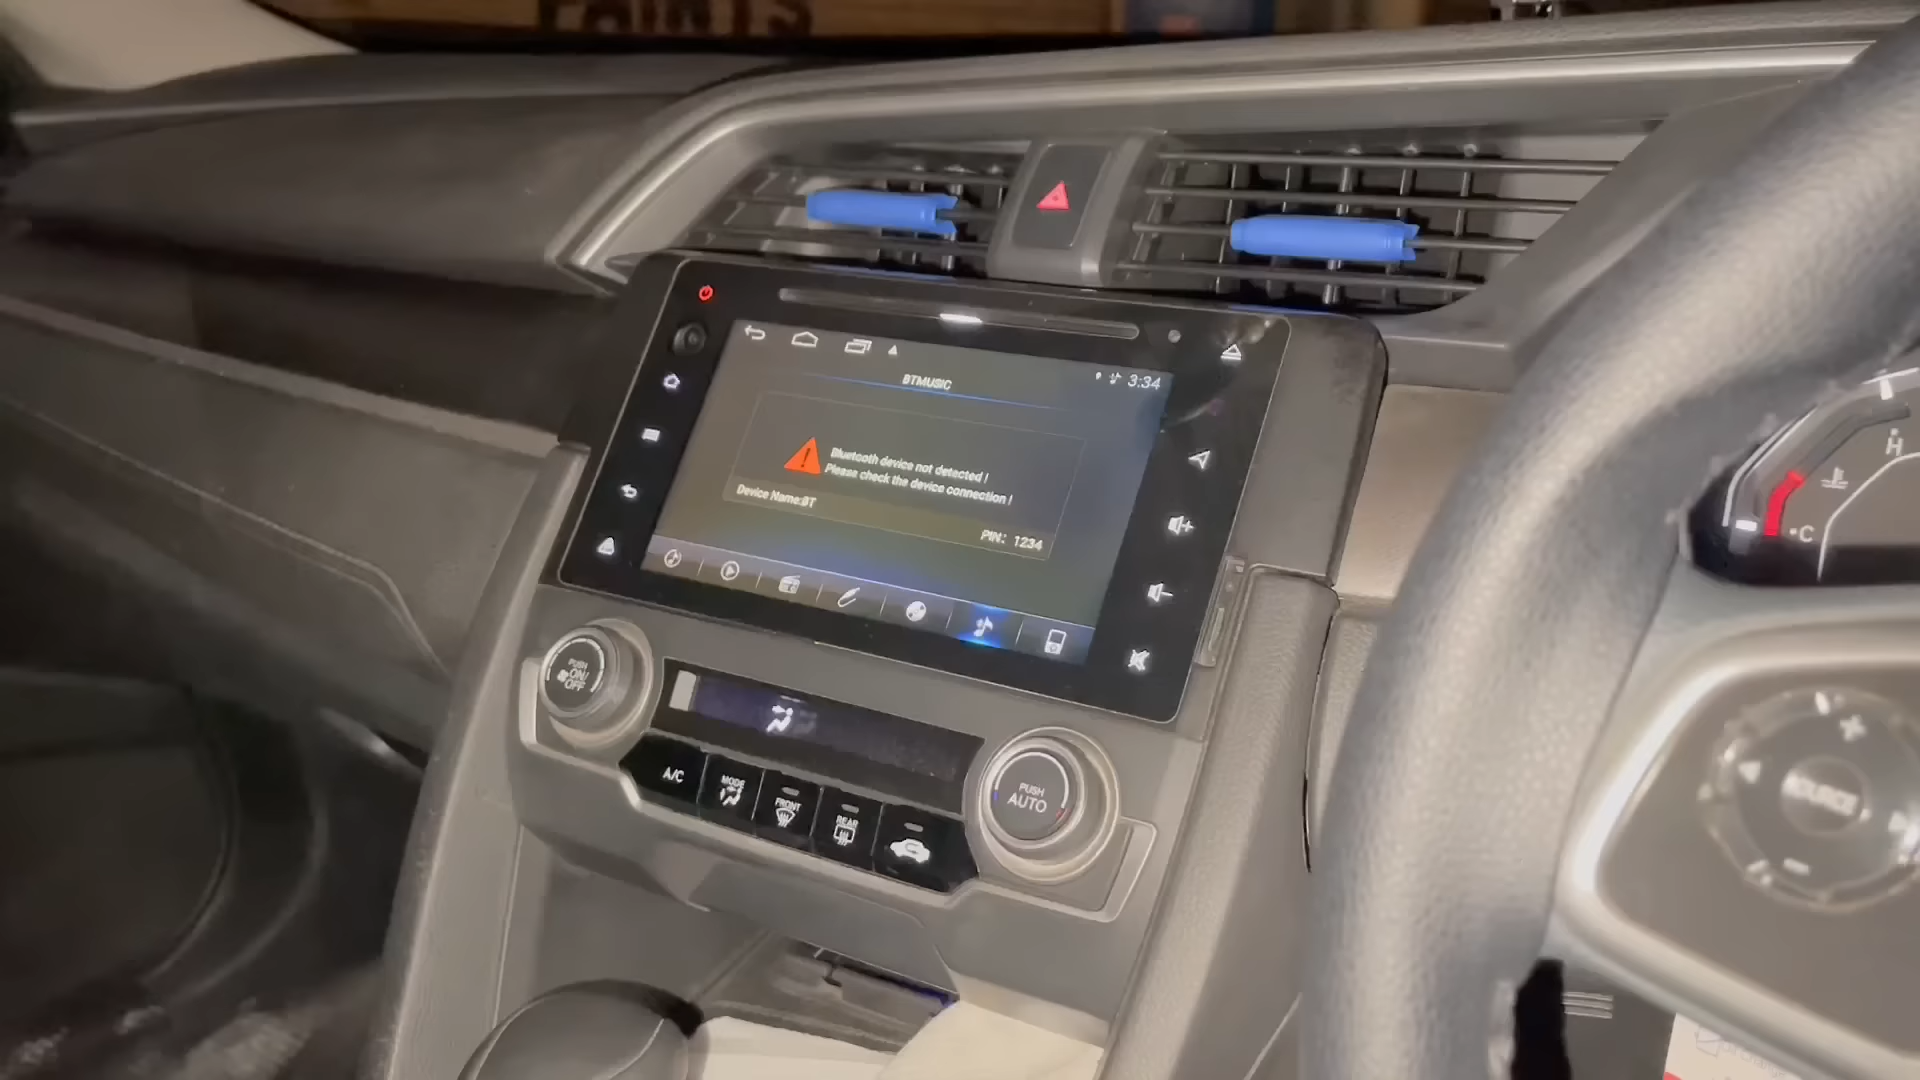 3:34
BTMUSIC
Bluetooth device not detected !
Please check the device connection !
Device Name:BT
PIN: 1234
H
°C
PUSH
ON/
OFF
A/C
MODE
FRONT
REAR
PUSH
AUTO
SOURCE